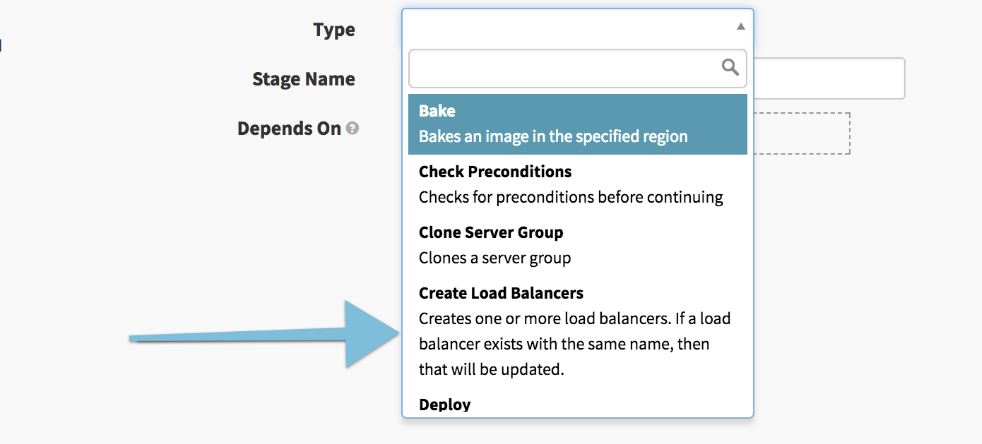 Type
Stage Name
Depends On ?
Bake
Bakes an image in the specified region
Check Preconditions
Checks for preconditions before continuing
Clone Server Group
Clones a server group
Create Load Balancers
Creates one or more load balancers. If a load
balancer exists with the same name, then
that will be updated.
Deploy